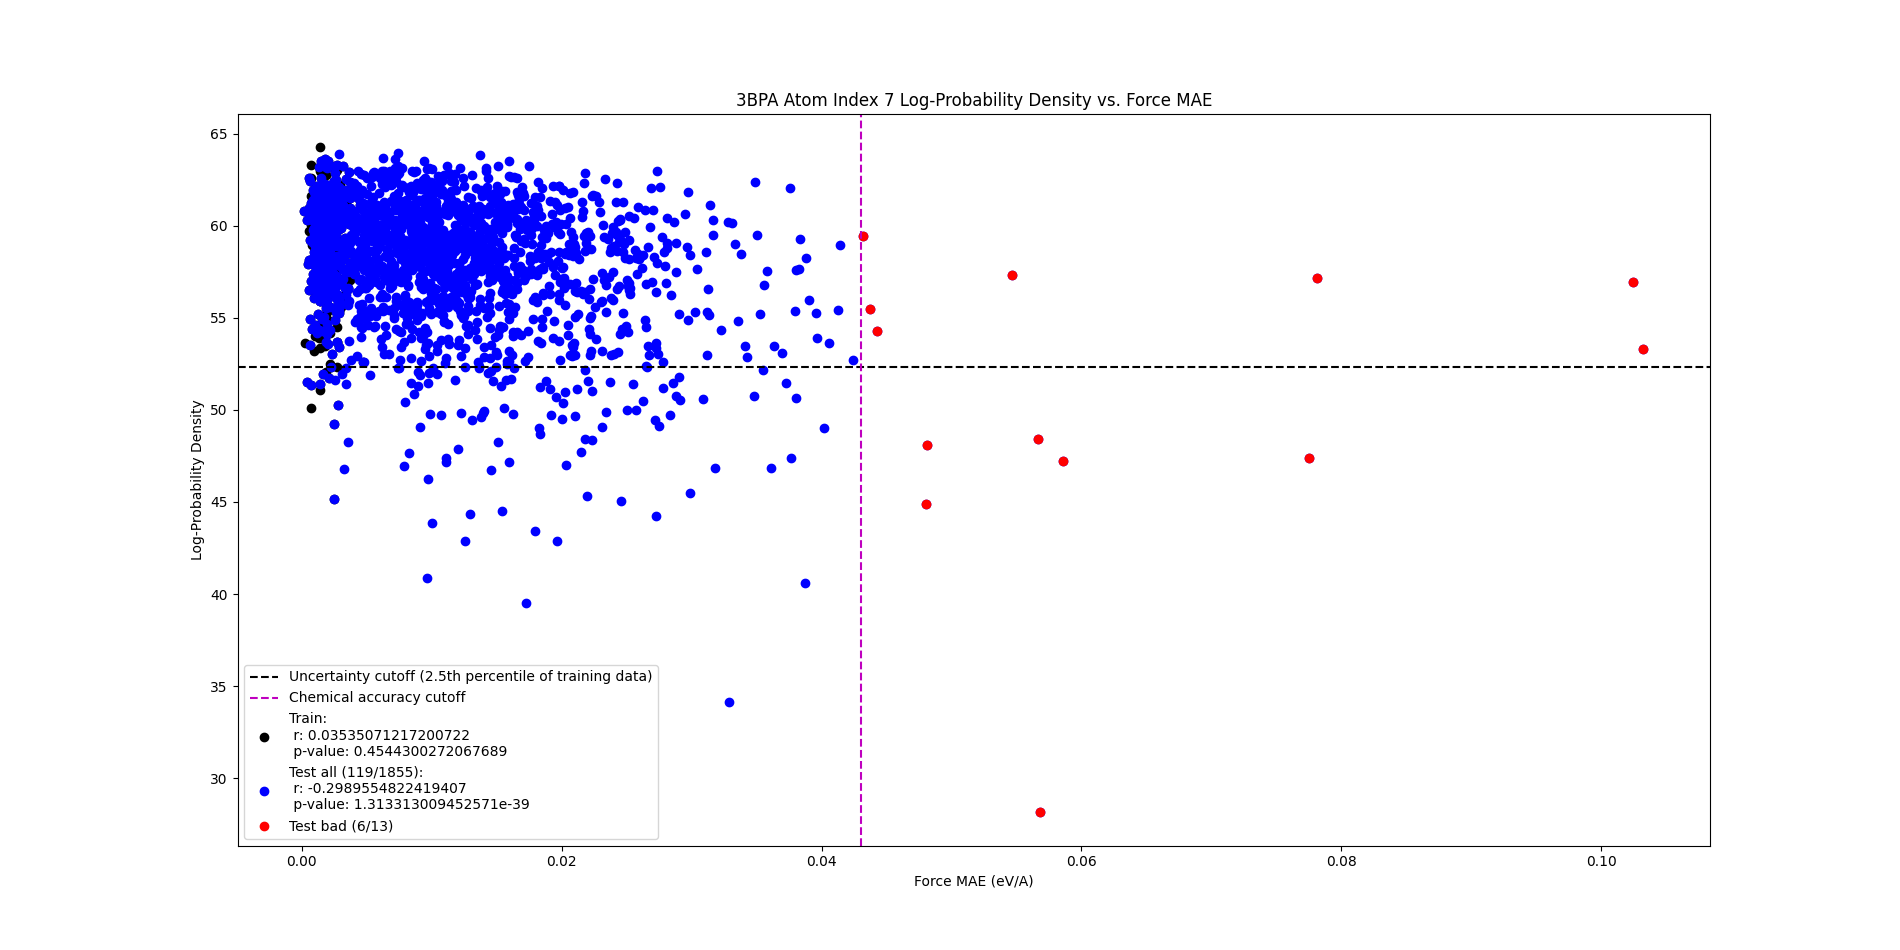 3BPA Atom Index 7 Log-Probability Density vs. Force MAE
65
60
55
50
45
40
35
30
Log-Probability Density
Uncertainty cutoff (2.5th percentile of training data)
Chemical accuracy cutoff
Train:
r: 0.03535071217200722
p-value: 0.4544300272067689
Test all (119/1855):
r: -0.2989554822419407
p-value: 1.313313009452571e-39
Test bad (6/13)
0.00
0.02
0.04
0.06
0.08
0.10
Force MAE (eV/A)